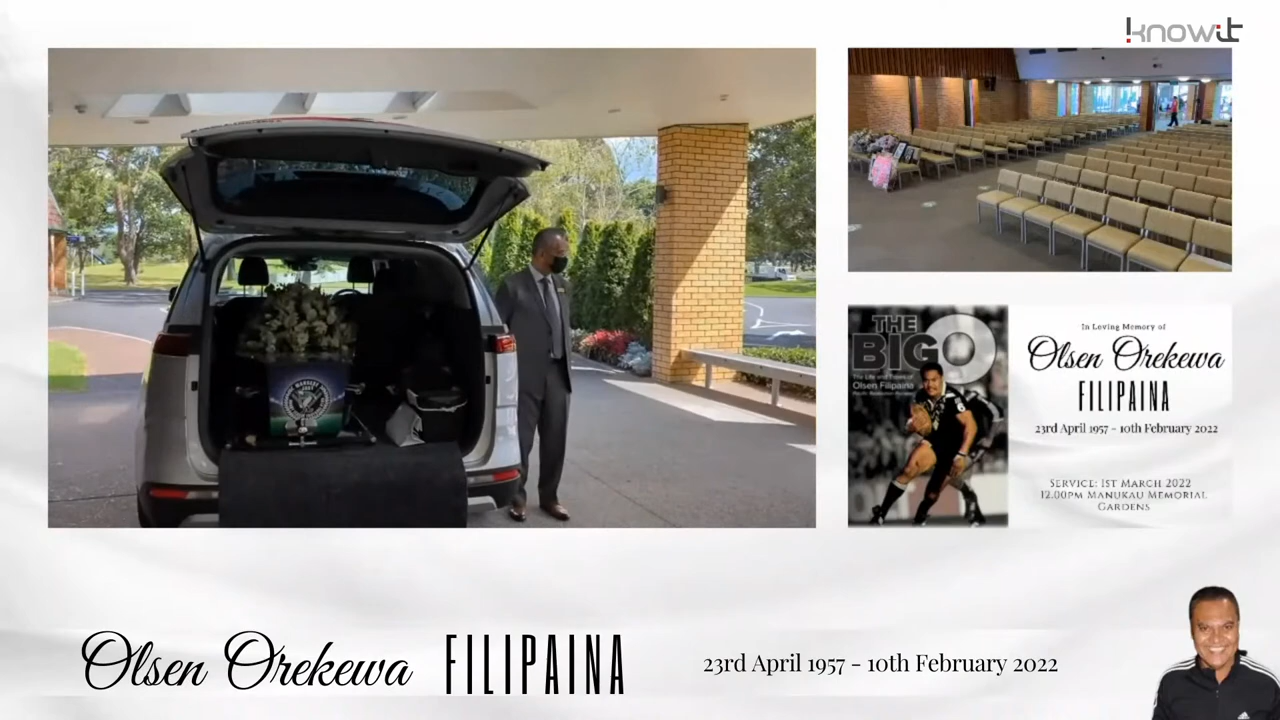 !knowit
THE
BIG O
The Life and Times of
Olsen Filipaina
In Loving Memory of
Olsen Orekewa
FILIPAINA
23rd April 1957 - 10th February 2022
SERVICE: 1ST MARCH 2022
12.00PM MANUKAU MEMORIAL
GARDENS
Olsen Orekewa FILIPAINA
23rd April 1957 - 10th February 2022